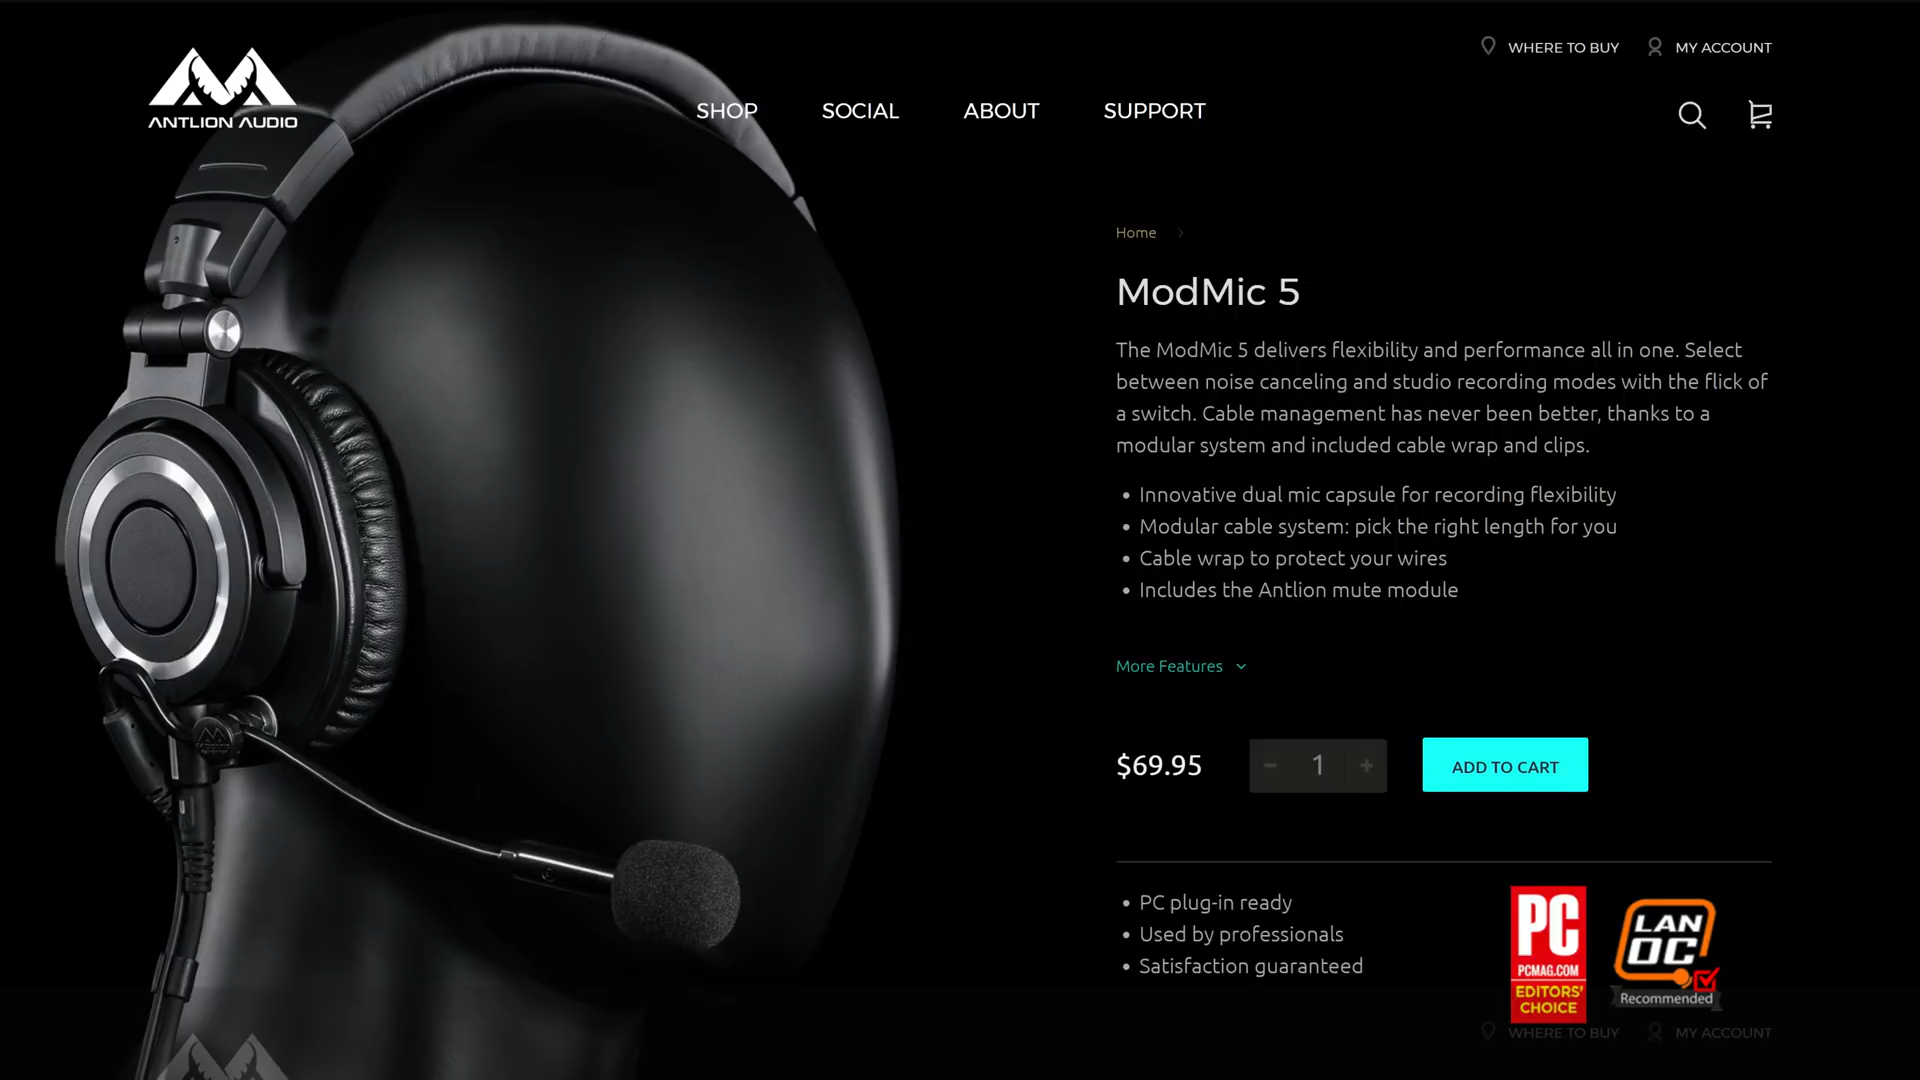 WHERE TO BUY
MY ACCOUNT
ANTLION AUDIO
SHOP
SOCIAL
ABOUT
SUPPORT
Home
ModMic 5
The ModMic 5 delivers flexibility and performance all in one. Select
between noise canceling and studio recording modes with the flick of
a switch. Cable management has never been better, thanks to a
modular system and included cable wrap and clips.
• Innovative dual mic capsule for recording flexibility
• Modular cable system: pick the right length for you
• Cable wrap to protect your wires
• Includes the Antlion mute module
More Features
$69.95
− 1 +
ADD TO CART
• PC plug-in ready
• Used by professionals
• Satisfaction guaranteed
PC
PCMAG.COM
EDITORS'
CHOICE
LAN
OC
Recommended
WHERE TO BUY
MY ACCOUNT